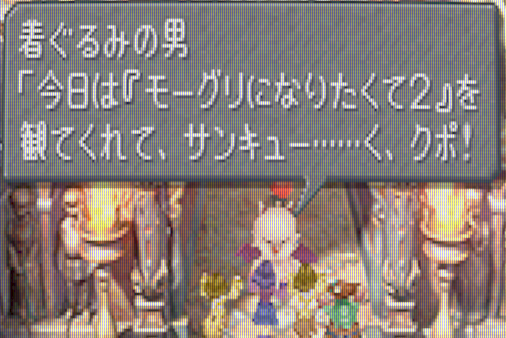 着ぐるみの男
「今日は『モーグリになりたくて2』を
観てくれて、サンキュー……く、クポ!